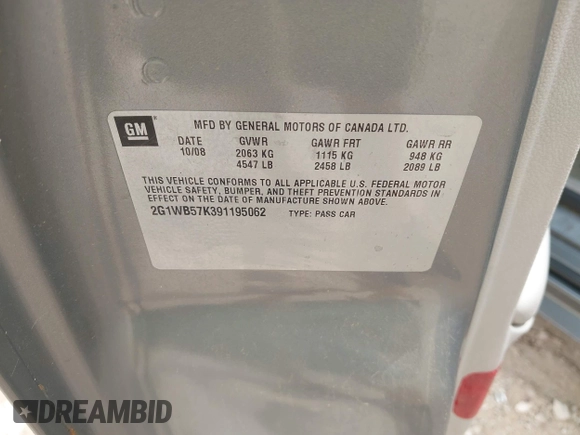 GM
MFD BY GENERAL MOTORS OF CANADA LTD.
DATE GVWR GAWR FRT GAWR RR
10/08 2063 KG 1115 KG 948 KG
4547 LB 2458 LB 2089 LB
THIS VEHICLE CONFORMS TO ALL APPLICABLE U.S. FEDERAL MOTOR
VEHICLE SAFETY, BUMPER, AND THEFT PREVENTION STANDARDS IN
EFFECT ON THE DATE OF MANUFACTURE SHOWN ABOVE.
2G1WB57K391195062 TYPE: PASS CAR
DREAMBID